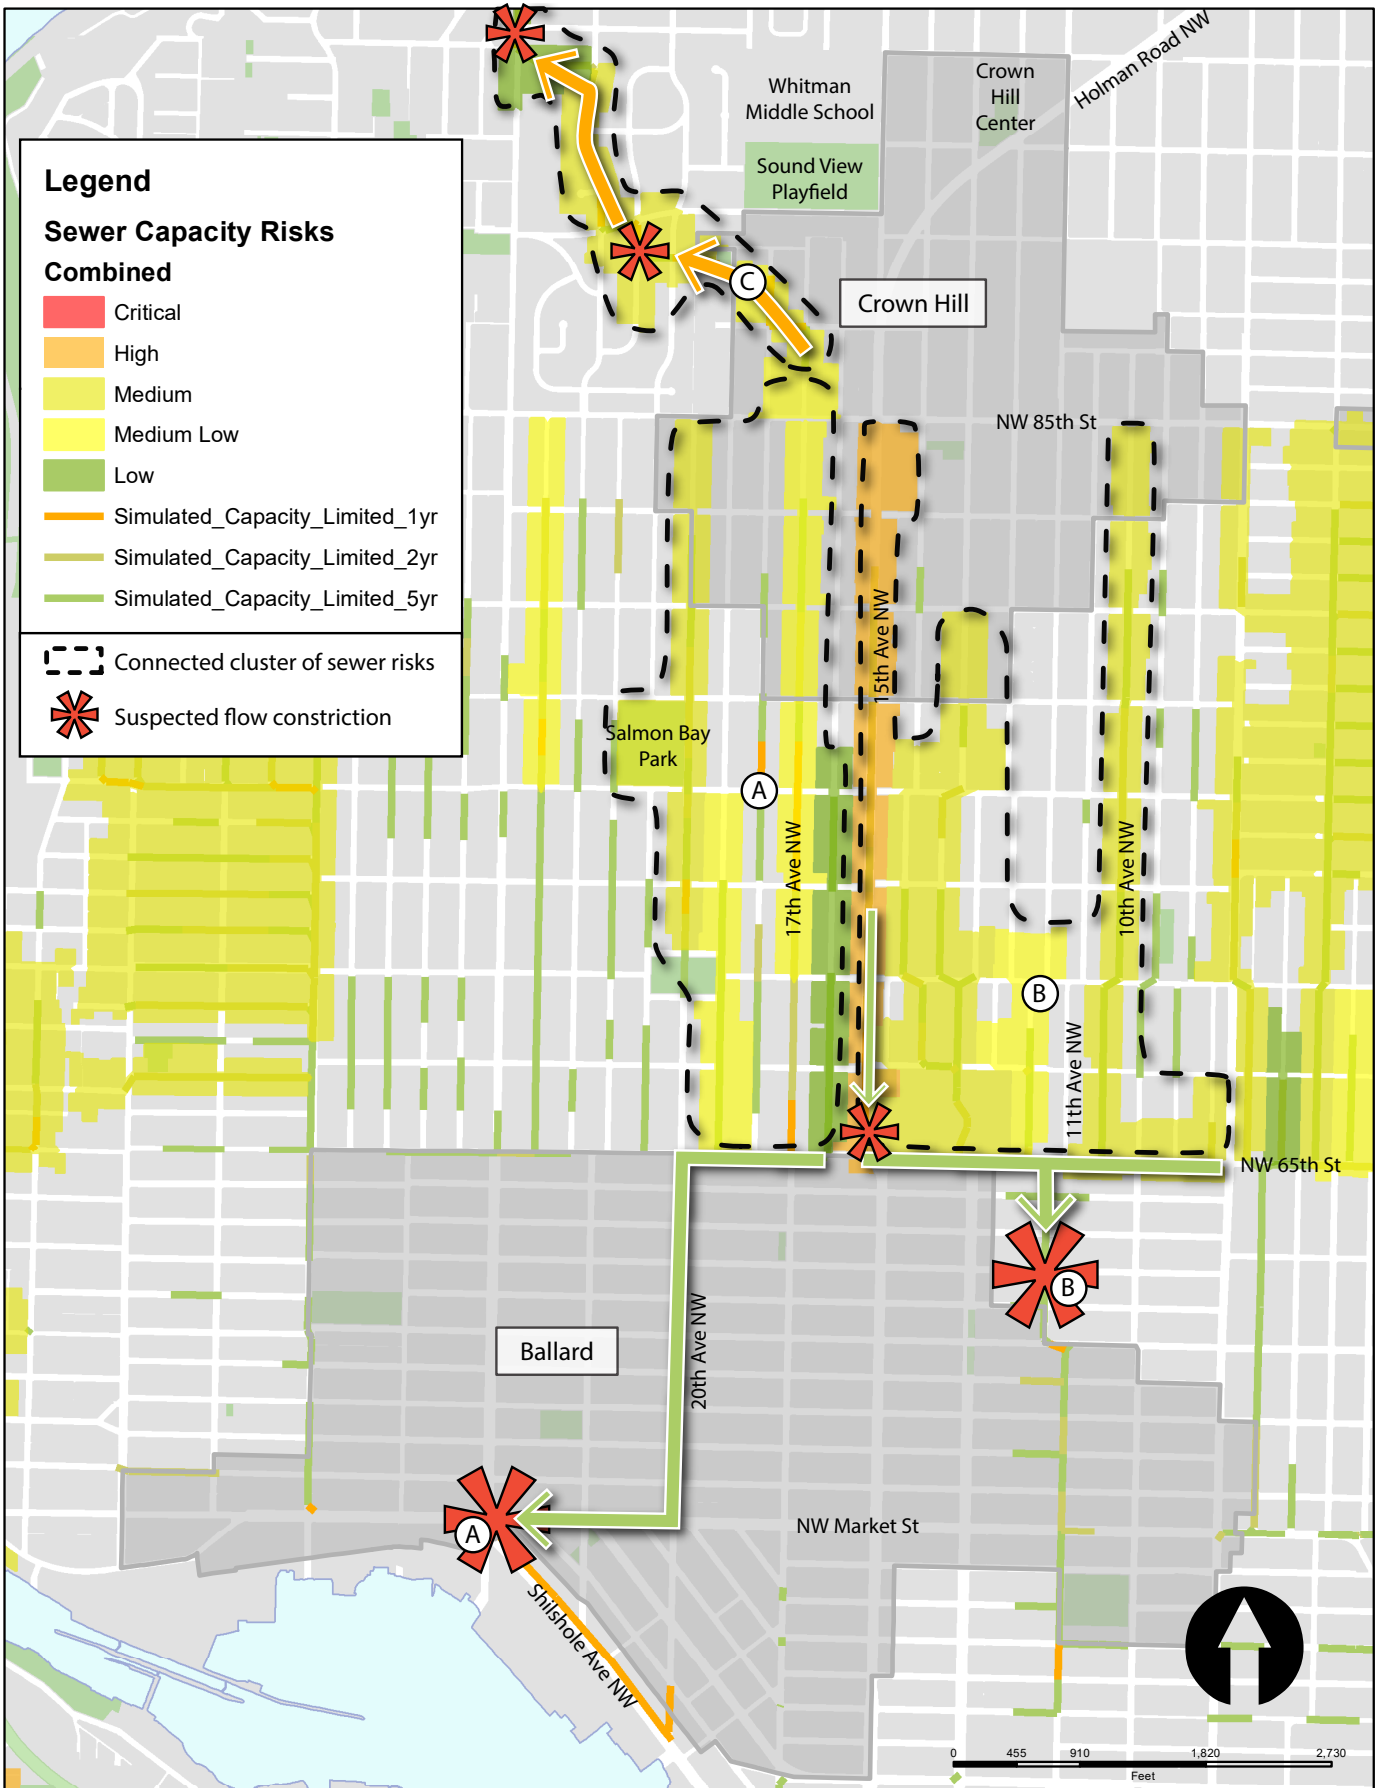 Holman Road NW
Crown
Hill
Center
Whitman
Middle School
Sound View
Playfield
Legend
Sewer Capacity Risks
Combined
Critical
High
Medium
Medium Low
Low
Simulated_Capacity_Limited_1yr
Simulated_Capacity_Limited_2yr
Simulated_Capacity_Limited_5yr
Connected cluster of sewer risks
Suspected flow constriction
C
Crown Hill
NW 85th St
15th Ave NW
Salmon Bay
Park
A
17th Ave NW
10th Ave NW
B
11th Ave NW
NW 65th St
B
20th Ave NW
Ballard
A
NW Market St
Shilshole Ave NW
0 455 910 1,820 2,730
Feet